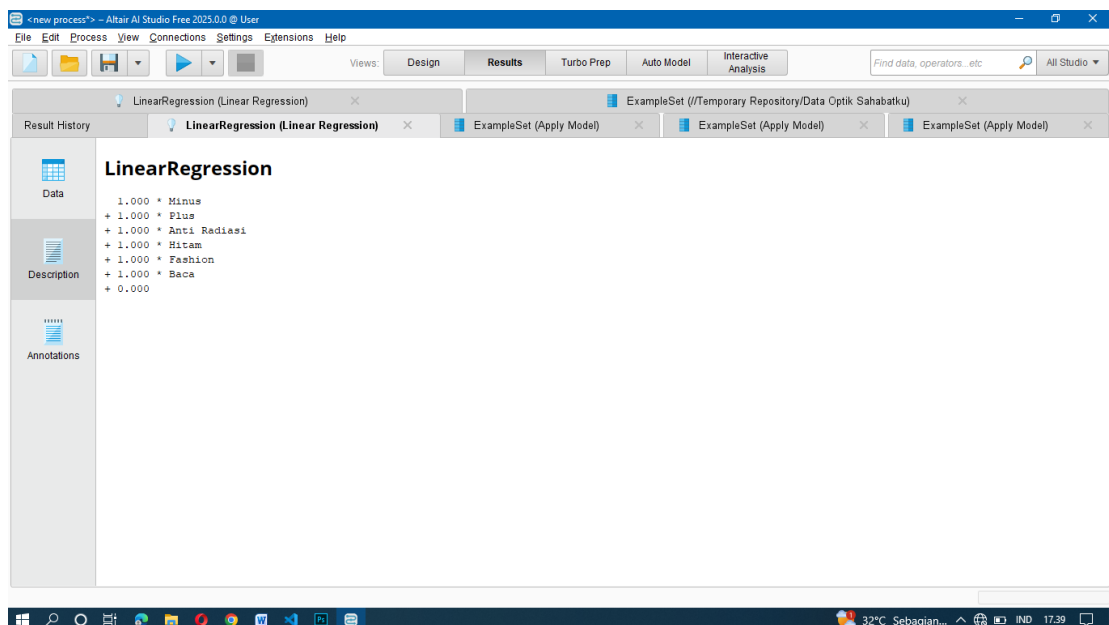 <new process*> – Altair AI Studio Free 2025.0.0 @ User
File Edit Process View Connections Settings Extensions Help
Views: Design Results Turbo Prep Auto Model Interactive Analysis Find data, operators...etc All Studio
LinearRegression (Linear Regression) ExampleSet (//Temporary Repository/Data Optik Sahabatku)
Result History LinearRegression (Linear Regression) ExampleSet (Apply Model) ExampleSet (Apply Model) ExampleSet (Apply Model)
Data
Description
Annotations
LinearRegression
1.000 * Minus
+ 1.000 * Plus
+ 1.000 * Anti Radiasi
+ 1.000 * Hitam
+ 1.000 * Fashion
+ 1.000 * Baca
+ 0.000
32°C Sebagian... IND 17.39